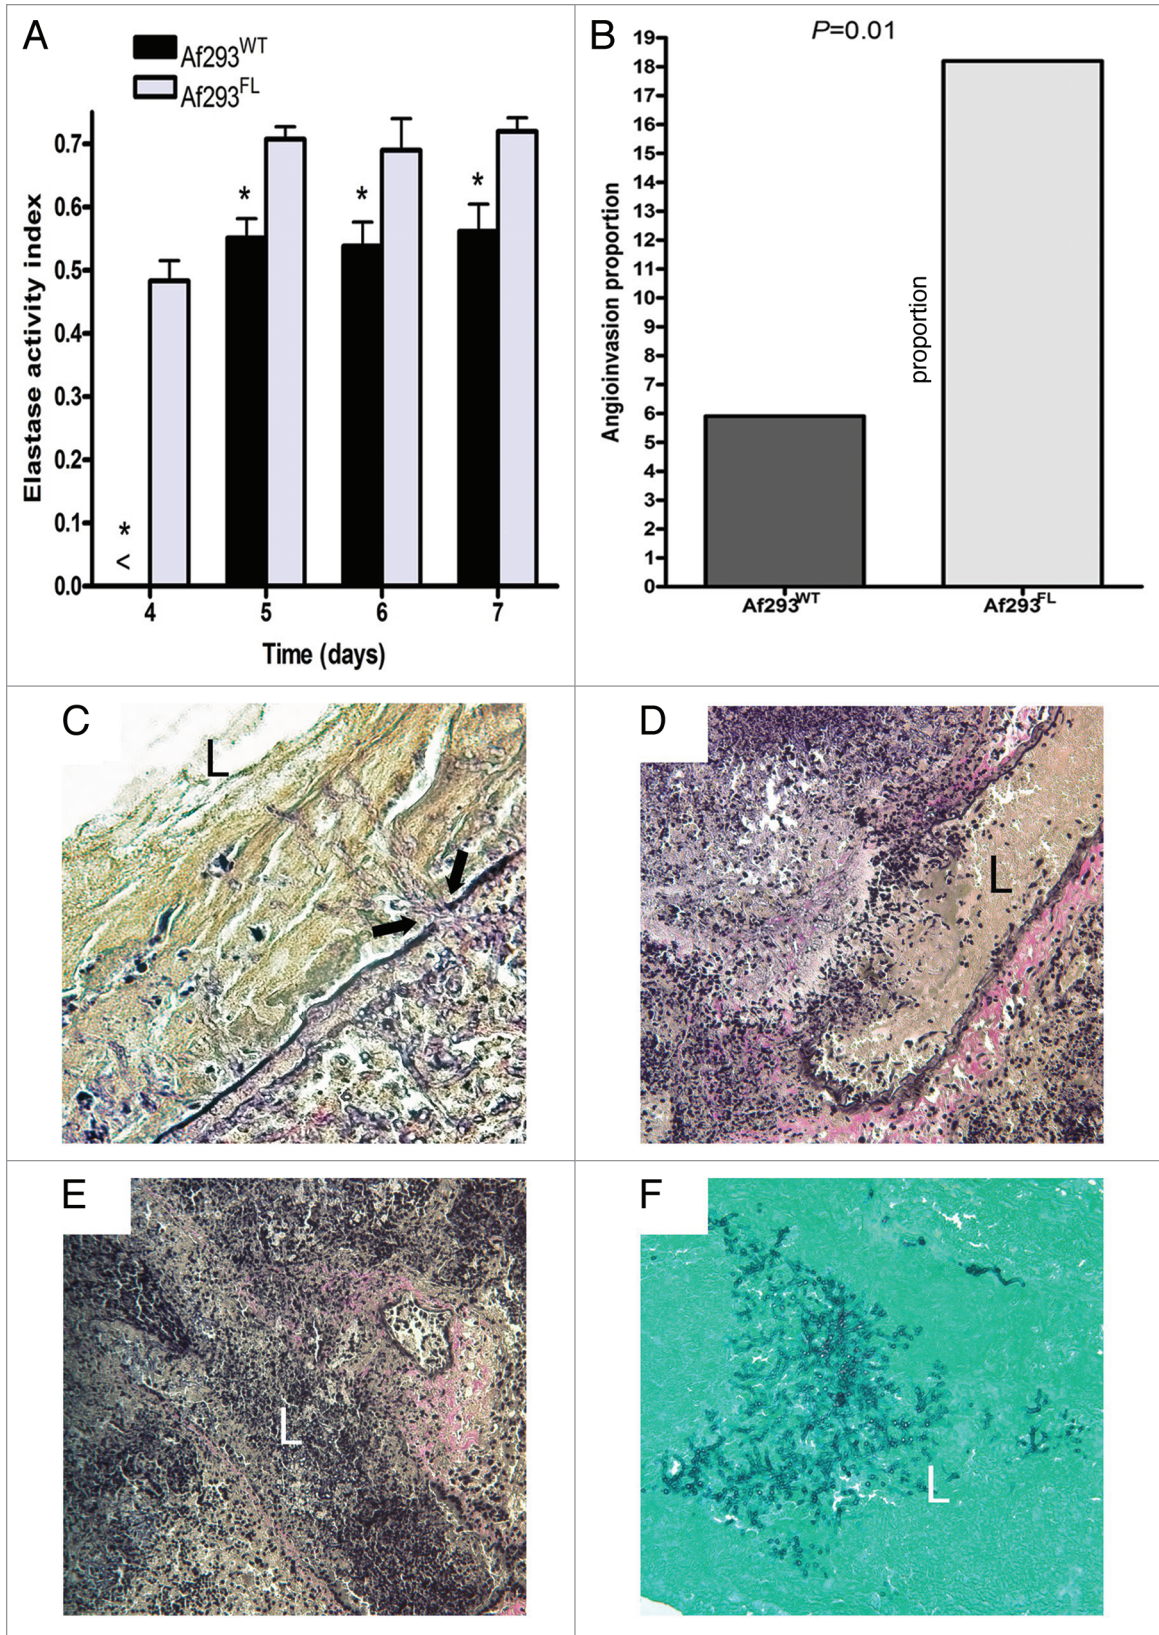 A
Af293WT
Af293FL
Elastase activity index
0.7
0.6
0.5
0.4
0.3
0.2
0.1
0.0
*
<
*
*
*
4 5 6 7
Time (days)
B
P=0.01
Angioinvasion proportion
19
18
17
16
15
14
13
12
11
10
9
8
7
6
5
4
3
2
1
0
proportion
Af293WT Af293FL
C
L
D
L
E
L
F
L